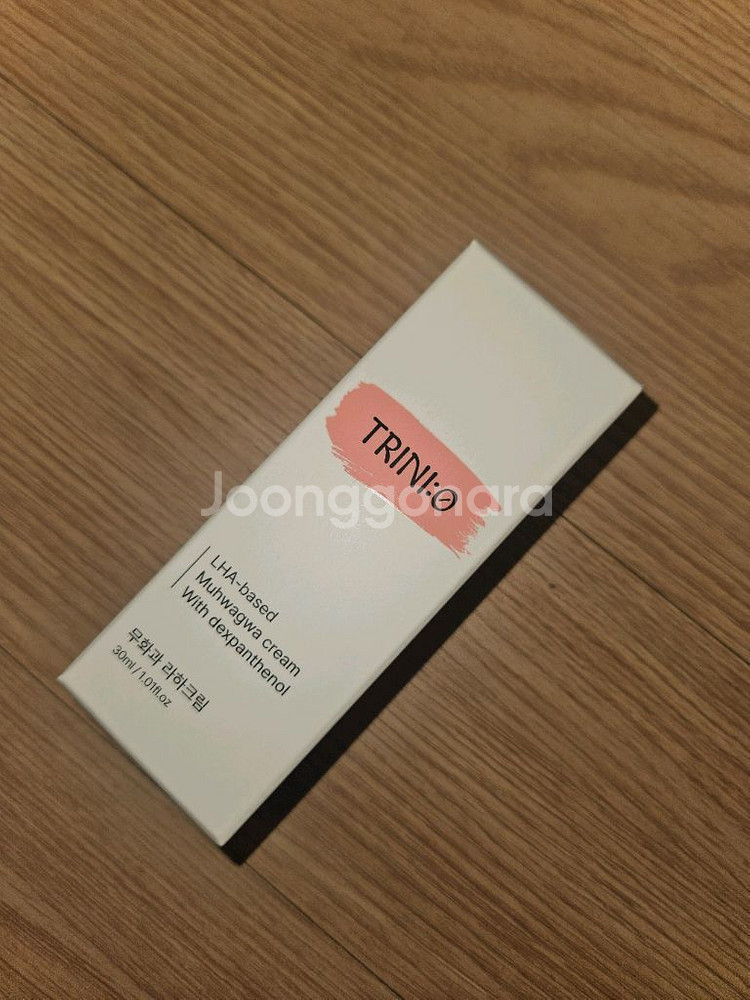 TRINI:0
Joonggonara
LHA-based
Muhwagwa cream
With dexpanthenol
무화과 라하크림
30ml / 1.01fl.oz